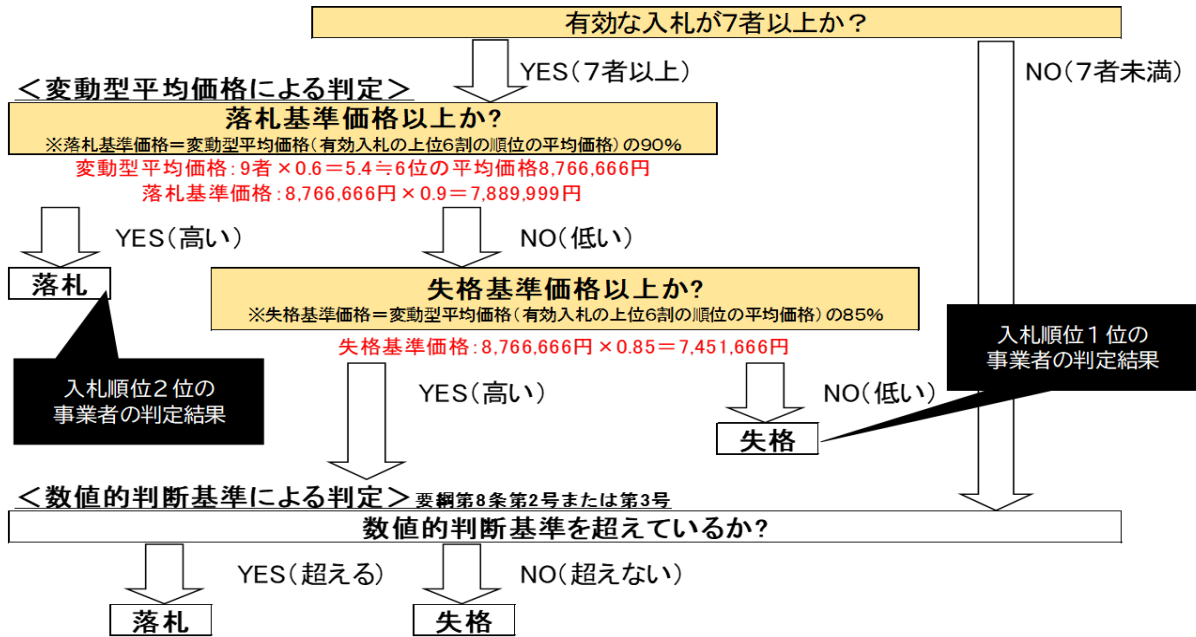 有効な入札が7者以上か？
YES（7者以上）
NO（7者未満）
＜変動型平均価格による判定＞
落札基準価格以上か?
※落札基準価格＝変動型平均価格（有効入札の上位6割の順位の平均価格）の90%
変動型平均価格：9者×0.6＝5.4≒6位の平均価格8,766,666円
落札基準価格：8,766,666円×0.9＝7,889,999円
YES（高い）
NO（低い）
落札
失格基準価格以上か?
※失格基準価格＝変動型平均価格（有効入札の上位6割の順位の平均価格）の85%
失格基準価格：8,766,666円×0.85＝7,451,666円
入札順位２位の
事業者の判定結果
入札順位１位の
事業者の判定結果
YES（高い）
NO（低い）
失格
＜数値的判断基準による判定＞要綱第8条第2号または第3号
数値的判断基準を超えているか?
YES（超える）
NO（超えない）
落札
失格